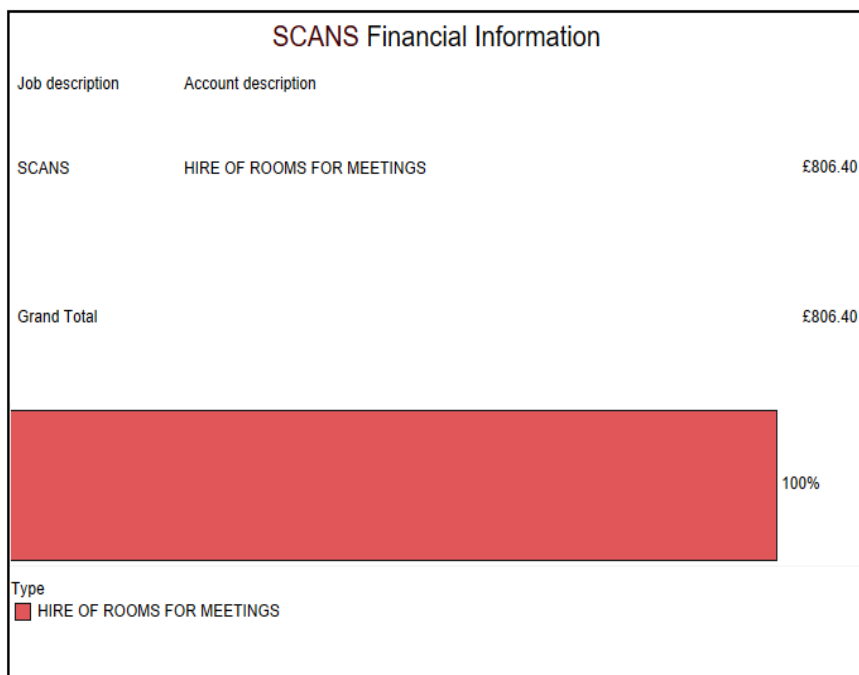 SCANS Financial Information
Job description Account description
SCANS HIRE OF ROOMS FOR MEETINGS £806.40
Grand Total £806.40
100%
Type
HIRE OF ROOMS FOR MEETINGS